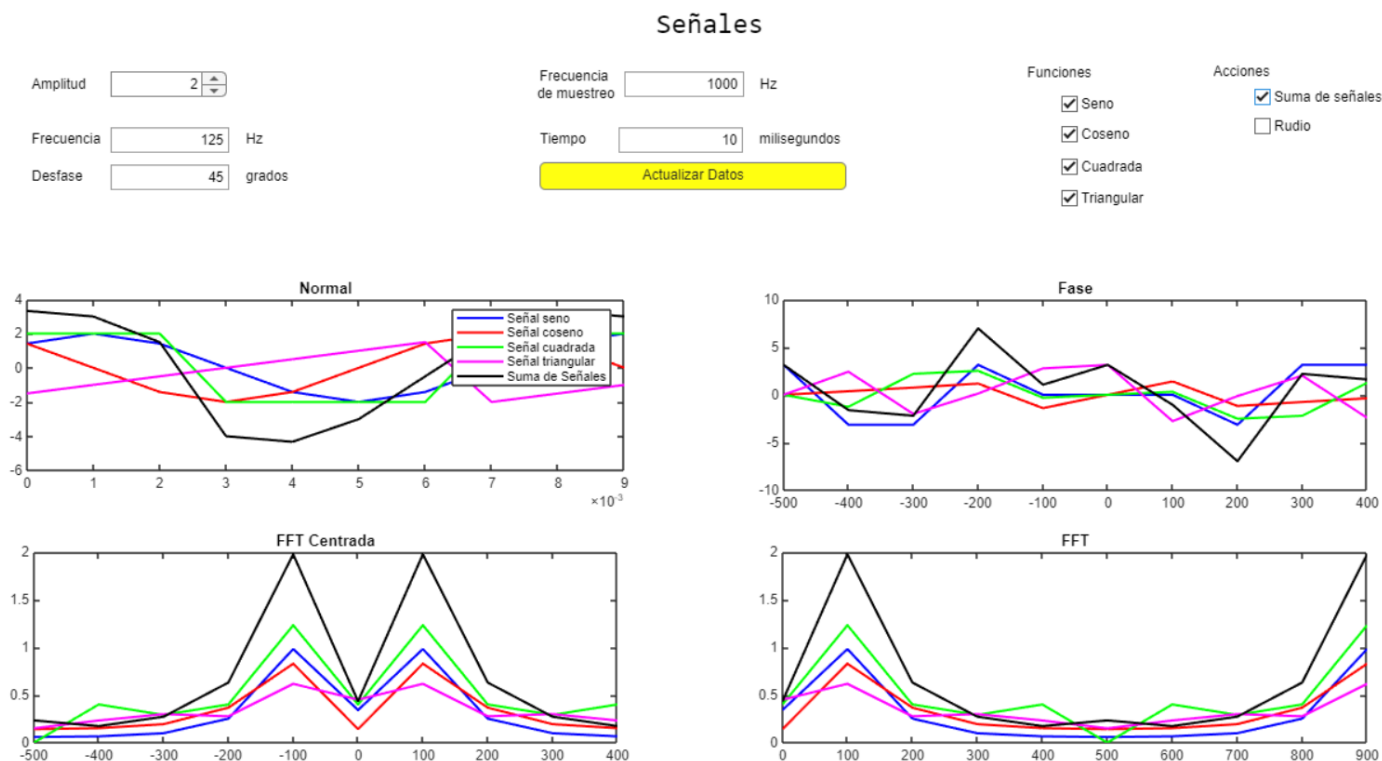 Señales
Amplitud 2
Frecuencia 125 Hz
Desfase 45 grados
Frecuencia
de muestreo 1000 Hz
Tiempo 10 milisegundos
Actualizar Datos
Funciones
Seno
Coseno
Cuadrada
Triangular
Acciones
Suma de señales
Rudio
Normal
4
2
0
-2
-4
-6
0 1 2 3 4 5 6 7 8 9
×10⁻³
Señal seno
Señal coseno
Señal cuadrada
Señal triangular
Suma de Señales
Fase
10
5
0
-5
-10
-500 -400 -300 -200 -100 0 100 200 300 400
FFT Centrada
2
1.5
1
0.5
0
-500 -400 -300 -200 -100 0 100 200 300 400
FFT
2
1.5
1
0.5
0
0 100 200 300 400 500 600 700 800 900